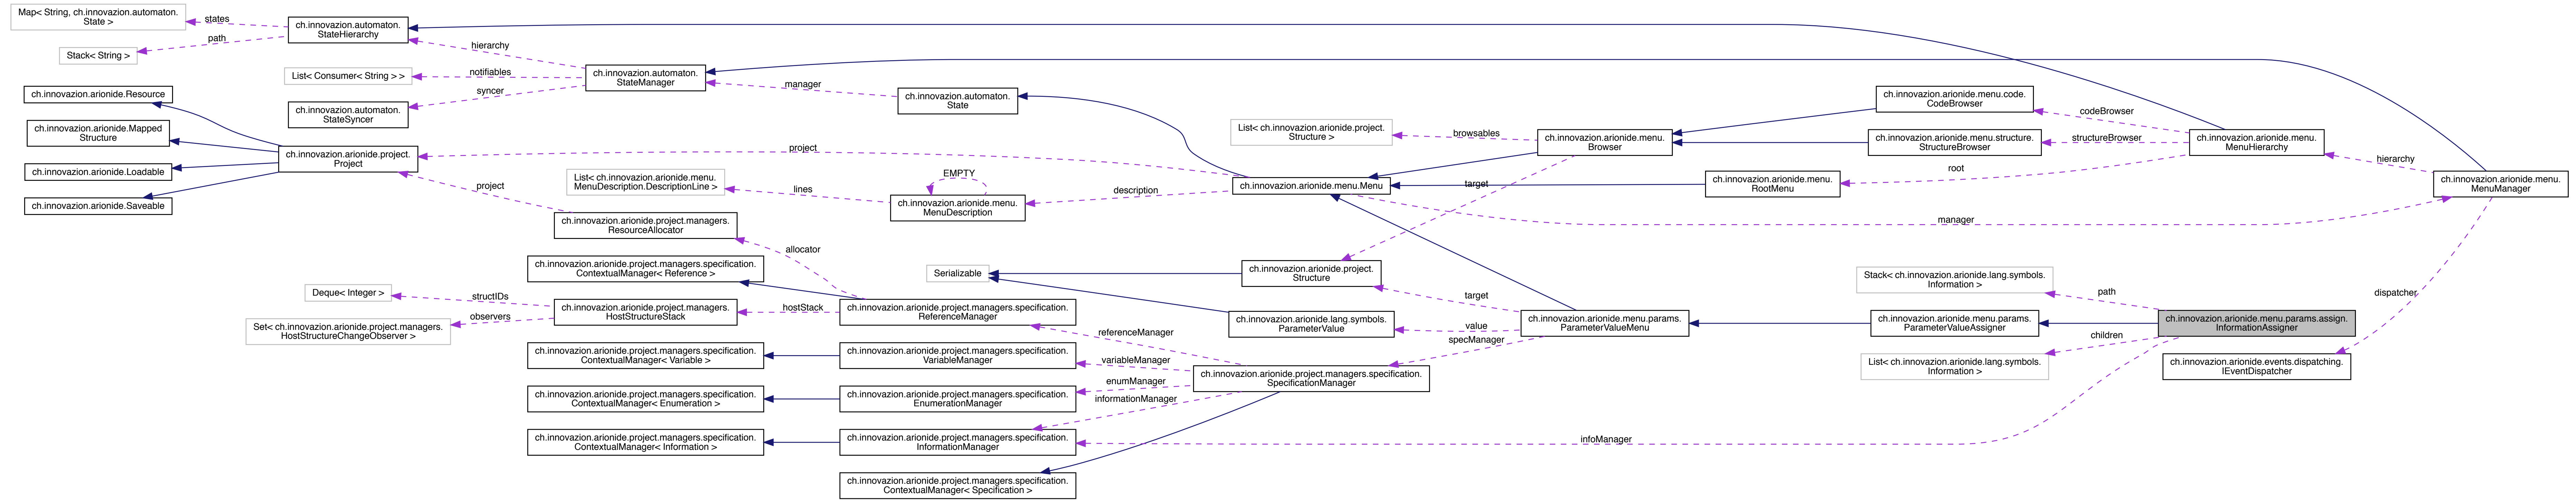 Map< String, ch.innovazion.automaton.
State >
states
path
Stack< String >
ch.innovazion.automaton.
StateHierarchy
hierarchy
List< Consumer< String > >
notifiables
syncer
ch.innovazion.automaton.
StateSyncer
ch.innovazion.automaton.
StateManager
manager
ch.innovazion.automaton.
State
ch.innovazion.arionide.Resource
ch.innovazion.arionide.Mapped
Structure
ch.innovazion.arionide.Loadable
ch.innovazion.arionide.Saveable
ch.innovazion.arionide.project.
Project
project
project
List< ch.innovazion.arionide.menu.
MenuDescription.DescriptionLine >
lines
EMPTY
ch.innovazion.arionide.menu.
MenuDescription
description
ch.innovazion.arionide.project.managers.
ResourceAllocator
allocator
List< ch.innovazion.arionide.project.
Structure >
browsables
ch.innovazion.arionide.menu.
Browser
target
ch.innovazion.arionide.menu.Menu
ch.innovazion.arionide.menu.code.
CodeBrowser
ch.innovazion.arionide.menu.structure.
StructureBrowser
ch.innovazion.arionide.menu.
RootMenu
codeBrowser
structureBrowser
root
ch.innovazion.arionide.menu.
MenuHierarchy
hierarchy
ch.innovazion.arionide.menu.
MenuManager
manager
dispatcher
ch.innovazion.arionide.project.managers.specification.
ContextualManager< Reference >
Deque< Integer >
structIDs
observers
Set< ch.innovazion.arionide.project.managers.
HostStructureChangeObserver >
ch.innovazion.arionide.project.managers.
HostStructureStack
hostStack
ch.innovazion.arionide.project.managers.specification.
ReferenceManager
referenceManager
Serializable
ch.innovazion.arionide.project.
Structure
ch.innovazion.arionide.lang.symbols.
ParameterValue
target
value
specManager
ch.innovazion.arionide.menu.params.
ParameterValueMenu
ch.innovazion.arionide.menu.params.
ParameterValueAssigner
Stack< ch.innovazion.arionide.lang.symbols.
Information >
path
ch.innovazion.arionide.menu.params.assign.
InformationAssigner
children
List< ch.innovazion.arionide.lang.symbols.
Information >
ch.innovazion.arionide.events.dispatching.
IEventDispatcher
ch.innovazion.arionide.project.managers.specification.
ContextualManager< Variable >
ch.innovazion.arionide.project.managers.specification.
VariableManager
variableManager
enumManager
informationManager
ch.innovazion.arionide.project.managers.specification.
SpecificationManager
ch.innovazion.arionide.project.managers.specification.
ContextualManager< Enumeration >
ch.innovazion.arionide.project.managers.specification.
EnumerationManager
ch.innovazion.arionide.project.managers.specification.
ContextualManager< Information >
ch.innovazion.arionide.project.managers.specification.
InformationManager
infoManager
ch.innovazion.arionide.project.managers.specification.
ContextualManager< Specification >